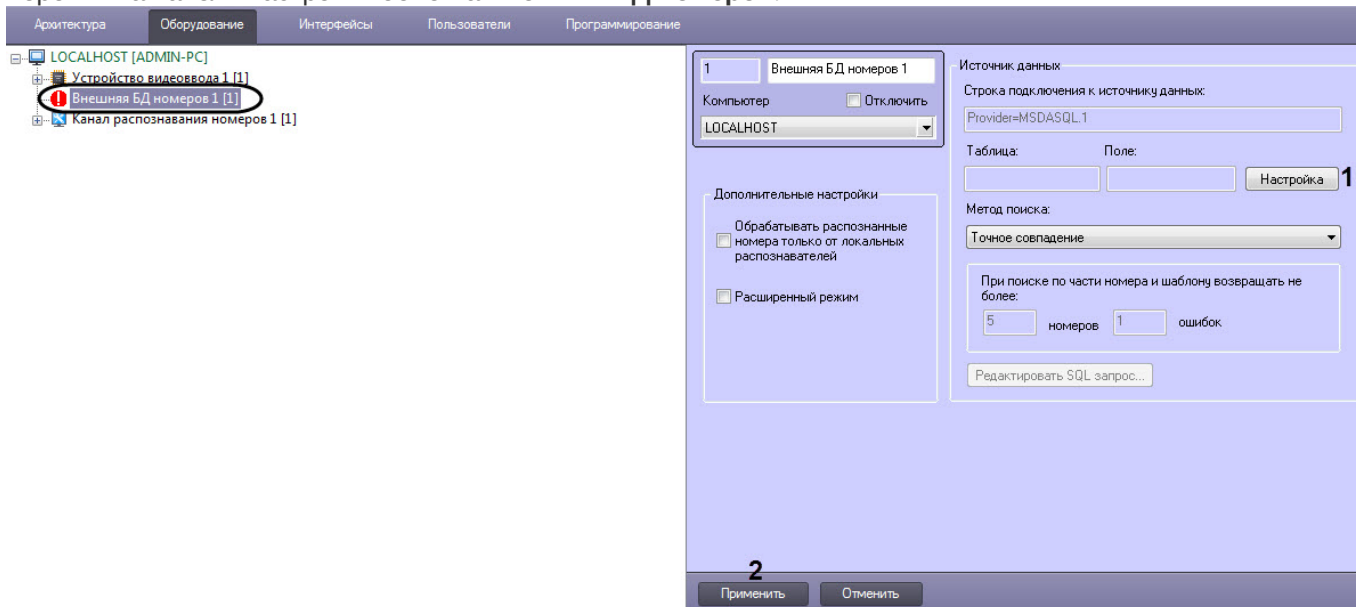 Архитектура Оборудование Интерфейсы Пользователи Программирование
LOCALHOST [ADMIN-PC]
Устройство видеоввода 1 [1]
Внешняя БД номеров 1 [1]
Канал распознавания номеров 1 [1]
1 Внешняя БД номеров 1
Компьютер Отключить
LOCALHOST
Дополнительные настройки
Обрабатывать распознанные
номера только от локальных
распознавателей
Расширенный режим
Источник данных
Строка подключения к источнику данных:
Provider=MSDASQL.1
Таблица: Поле:
Настройка 1
Метод поиска:
Точное совпадение
При поиске по части номера и шаблону возвращать не
более:
5 номеров 1 ошибок
Редактировать SQL запрос...
2
Применить Отменить